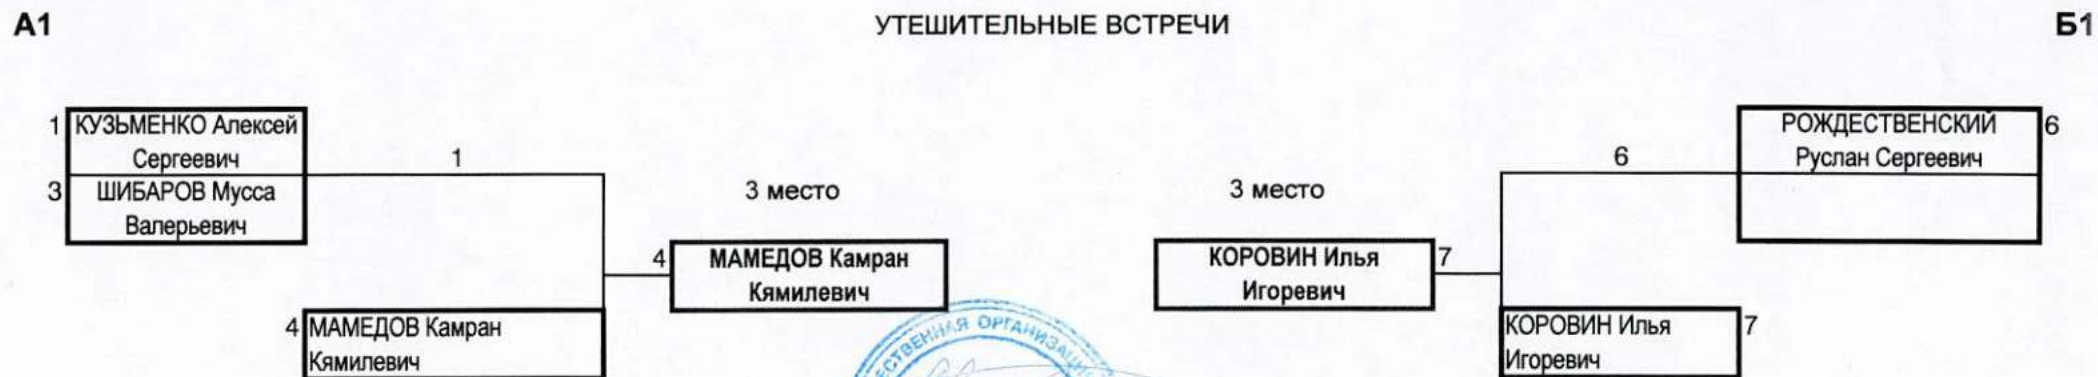 А1
УТЕШИТЕЛЬНЫЕ ВСТРЕЧИ
Б1
1 КУЗЬМЕНКО Алексей
Сергеевич
3 ШИБАРОВ Мусса
Валерьевич
1
4 МАМЕДОВ Камран
Кямилевич
3 место
4 МАМЕДОВ Камран
Кямилевич
3 место
КОРОВИН Илья 7
Игоревич
6
РОЖДЕСТВЕНСКИЙ 6
Руслан Сергеевич
КОРОВИН Илья 7
Игоревич
ОРГАНИЗАЦИ